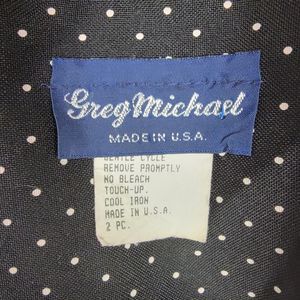 Greg Michael
MADE IN U.S.A.
GENTLE CYCLE
REMOVE PROMPTLY
NO BLEACH
TOUCH-UP.
COOL IRON
MADE IN U.S.A.
2 PC.